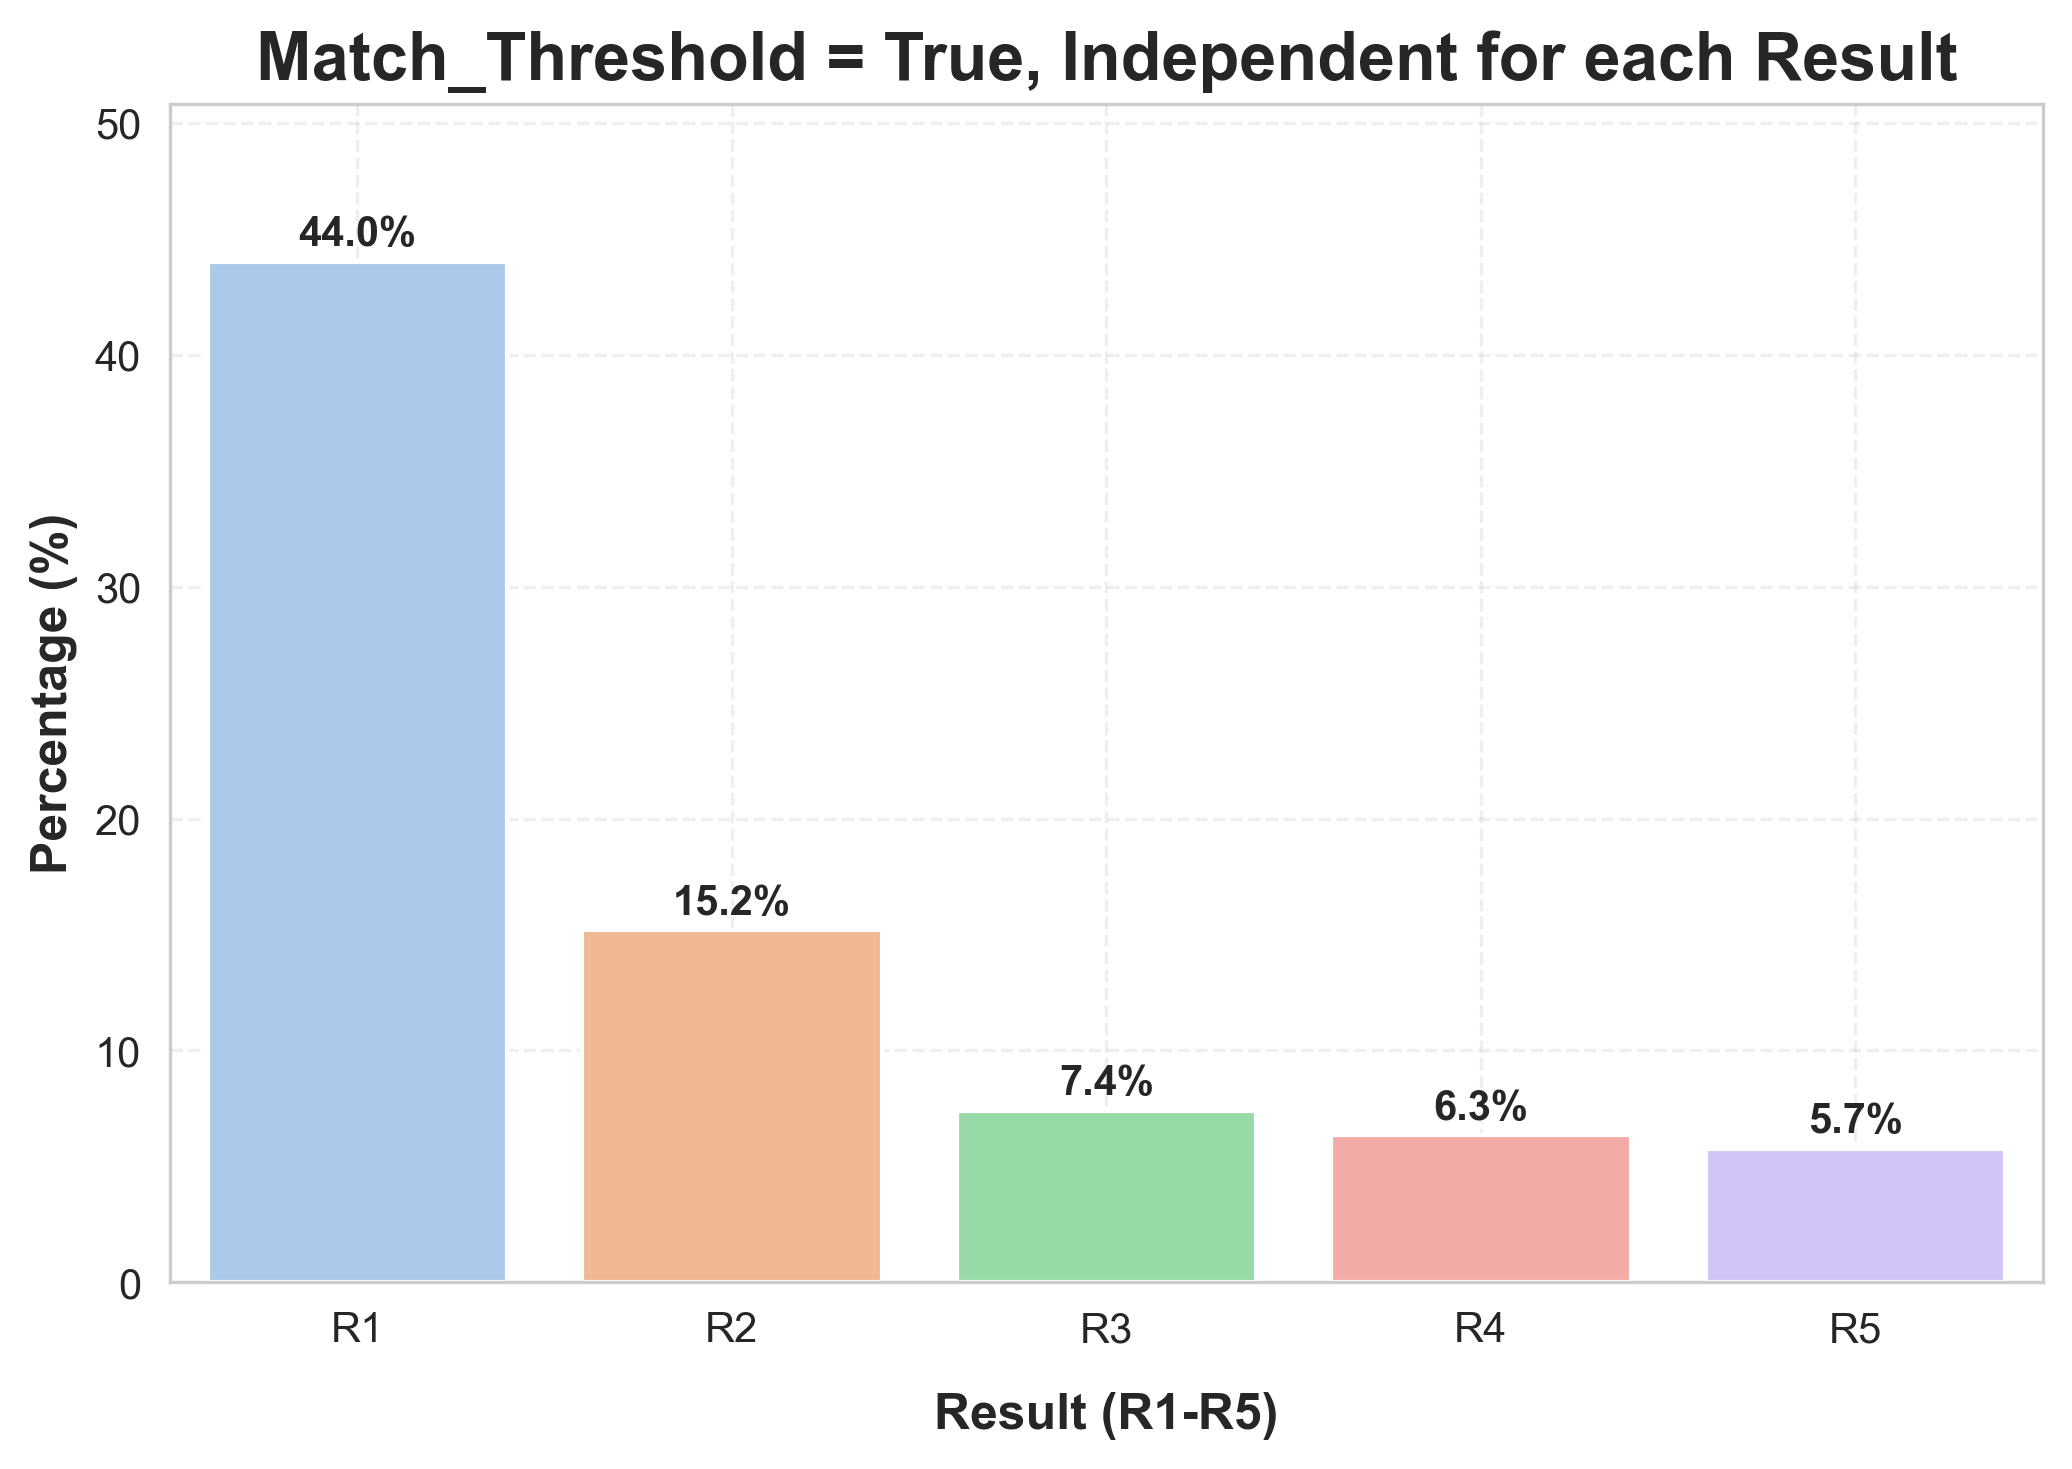 Match_Threshold = True, Independent for each Result
50
40
30
20
10
0
Percentage (%)
44.0%
15.2%
7.4%
6.3%
5.7%
R1
R2
R3
R4
R5
Result (R1-R5)